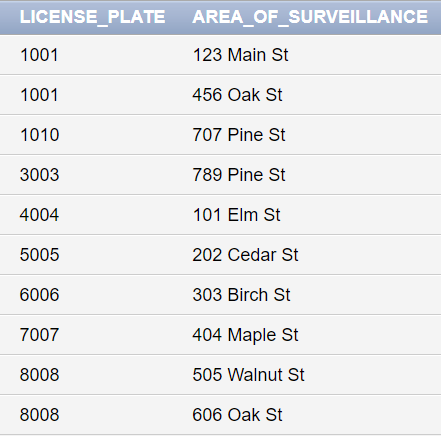 LICENSE_PLATE AREA_OF_SURVEILLANCE
1001 123 Main St
1001 456 Oak St
1010 707 Pine St
3003 789 Pine St
4004 101 Elm St
5005 202 Cedar St
6006 303 Birch St
7007 404 Maple St
8008 505 Walnut St
8008 606 Oak St